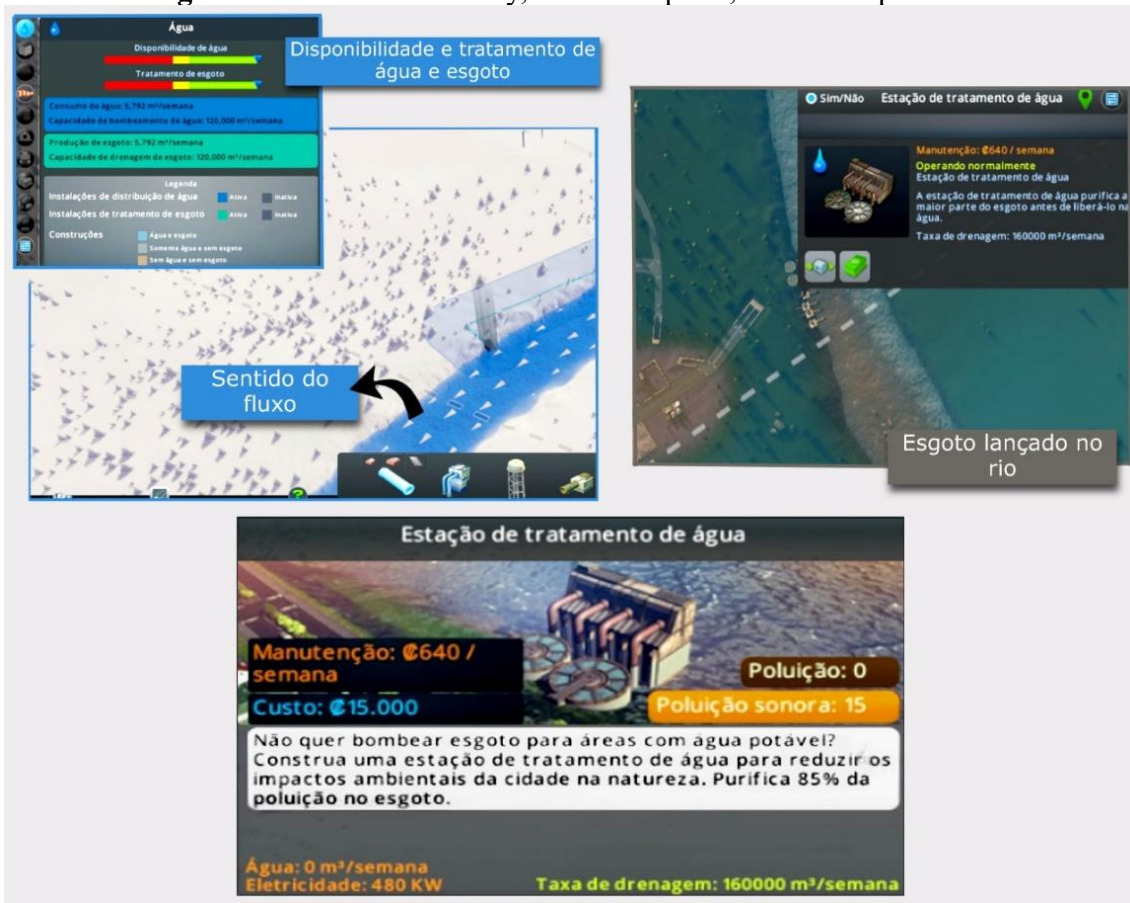 Água
Disponibilidade de água
Tratamento de esgoto
Consumo de água: 5,792 m³/semana
Capacidade de bombeamento de água: 120,000 m³/semana
Produção de esgoto: 5,792 m³/semana
Capacidade de drenagem de esgoto: 120,000 m³/semana
Legenda
Instalações de distribuição de água Ativa Inativa
Instalações de tratamento de esgoto Ativa Inativa
Construções Água e esgoto
Somente água e sem esgoto
Sem água e sem esgoto
Disponibilidade e tratamento de
água e esgoto
Sentido do
fluxo
Sim/Não Estação de tratamento de água
Manutenção: ₡640 / semana
Operando normalmente
Estação de tratamento de água
A estação de tratamento de água purifica a
maior parte do esgoto antes de liberá-lo na
água.
Taxa de drenagem: 160000 m³/semana
Esgoto lançado no
rio
Estação de tratamento de água
Manutenção: ₡640 /
semana
Custo: ₡15.000
Poluição: 0
Poluição sonora: 15
Não quer bombear esgoto para áreas com água potável?
Construa uma estação de tratamento de água para reduzir os
impactos ambientais da cidade na natureza. Purifica 85% da
poluição no esgoto.
Água: 0 m³/semana
Eletricidade: 480 KW
Taxa de drenagem: 160000 m³/semana